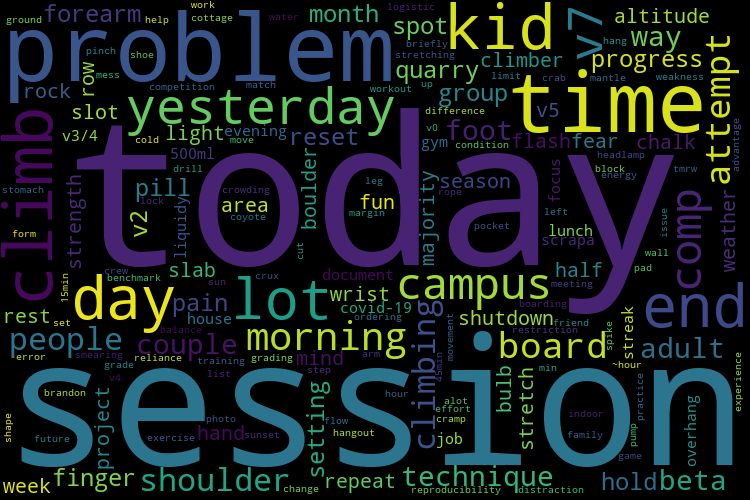 ground
forearm
work
cottage
help
month
water
logistic
spot
kid
v7
altitude
way
problem
hang
pinch
shoe
stretching
briefly
climber
progress
mess
quarry
limit
crab
mantle
weakness
rock
row
competition
match
workout
up
group
time
attempt
slot
yesterday
difference
v5
v3/4
cold
light
evening
reset
v0
condition
foot
flash
fear
chalk
advantage
move
500ml
boulder
gym
headlamp
block
tmrw
climb
today
drill
stomach
strength
pill
crowding
leg
majority
season
rope
focus
energy
comp
weather
lock
v2
liquidy
area
coyote
fun
margin
pocket
left
lunch
scrapa
issue
form
cut
crew
slab
document
half
wall
pad
meeting
15min
benchmark
sun
crux
campus
day
lot
wrist
boarding
end
set
rest
pain
house
covid-19
ordering
shutdown
restriction
friend
spike
streak
people
couple
morning
climbing
movement
board
adult
error
smearing
balance
reliance
grading
mind
arm
training
step
min
~hour
brandon
grade
v4
list
session
project
photo
hour
45min
alot
effort
bulb
stretch
indoor
practice
experience
shape
future
exercise
hand
sunset
setting
flow
hangout
cramp
job
family
pump
game
overhang
week
finger
shoulder
change
repeat
technique
reproducibility
distraction
hold
beta